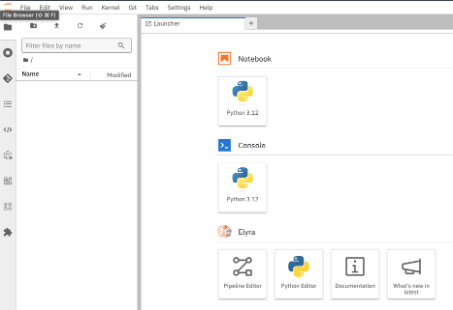 File Edit View Run Kernel Git Tabs Settings Help
File Browser (⇧ ⌘ F)
Launcher
Filter files by name
/
Name Modified
Notebook
Python 3.12
Console
Python 3.12
Elyra
Pipeline Editor Python Editor Documentation What's new in
latest